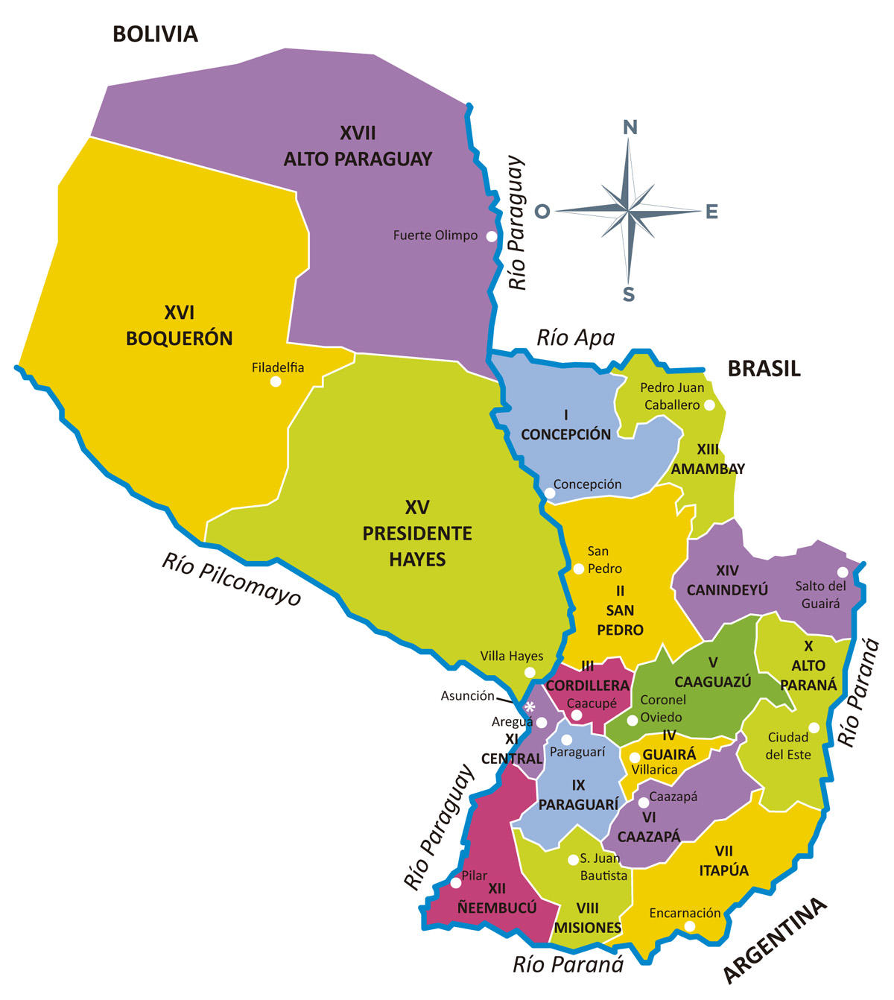 BOLIVIA
XVII
ALTO PARAGUAY
N
O
E
S
Río Paraguay
Fuerte Olimpo
XVI
BOQUERÓN
Filadelfia
Río Apa
BRASIL
Pedro Juan
Caballero
I
CONCEPCIÓN
XIII
AMAMBAY
Concepción
XV
PRESIDENTE
HAYES
Río Pilcomayo
San
Pedro
II
SAN
PEDRO
XIV
CANINDEYÚ
Salto del
Guairá
X
ALTO
PARANÁ
Río Paraná
V
CAAGUAZÚ
Villa Hayes
III
CORDILLERA
Caacupé
Asunción
*
Areguá
XI
CENTRAL
Coronel
Oviedo
Ciudad
del Este
IV
GUAIRÁ
Villarica
Paraguarí
IX
PARAGUARÍ
Caazapá
VI
CAAZAPÁ
Río Paraguay
VII
ITAPÚA
S. Juan
Bautista
Pilar
XII
ÑEEMBUCÚ
VIII
MISIONES
Encarnación
ARGENTINA
Río Paraná